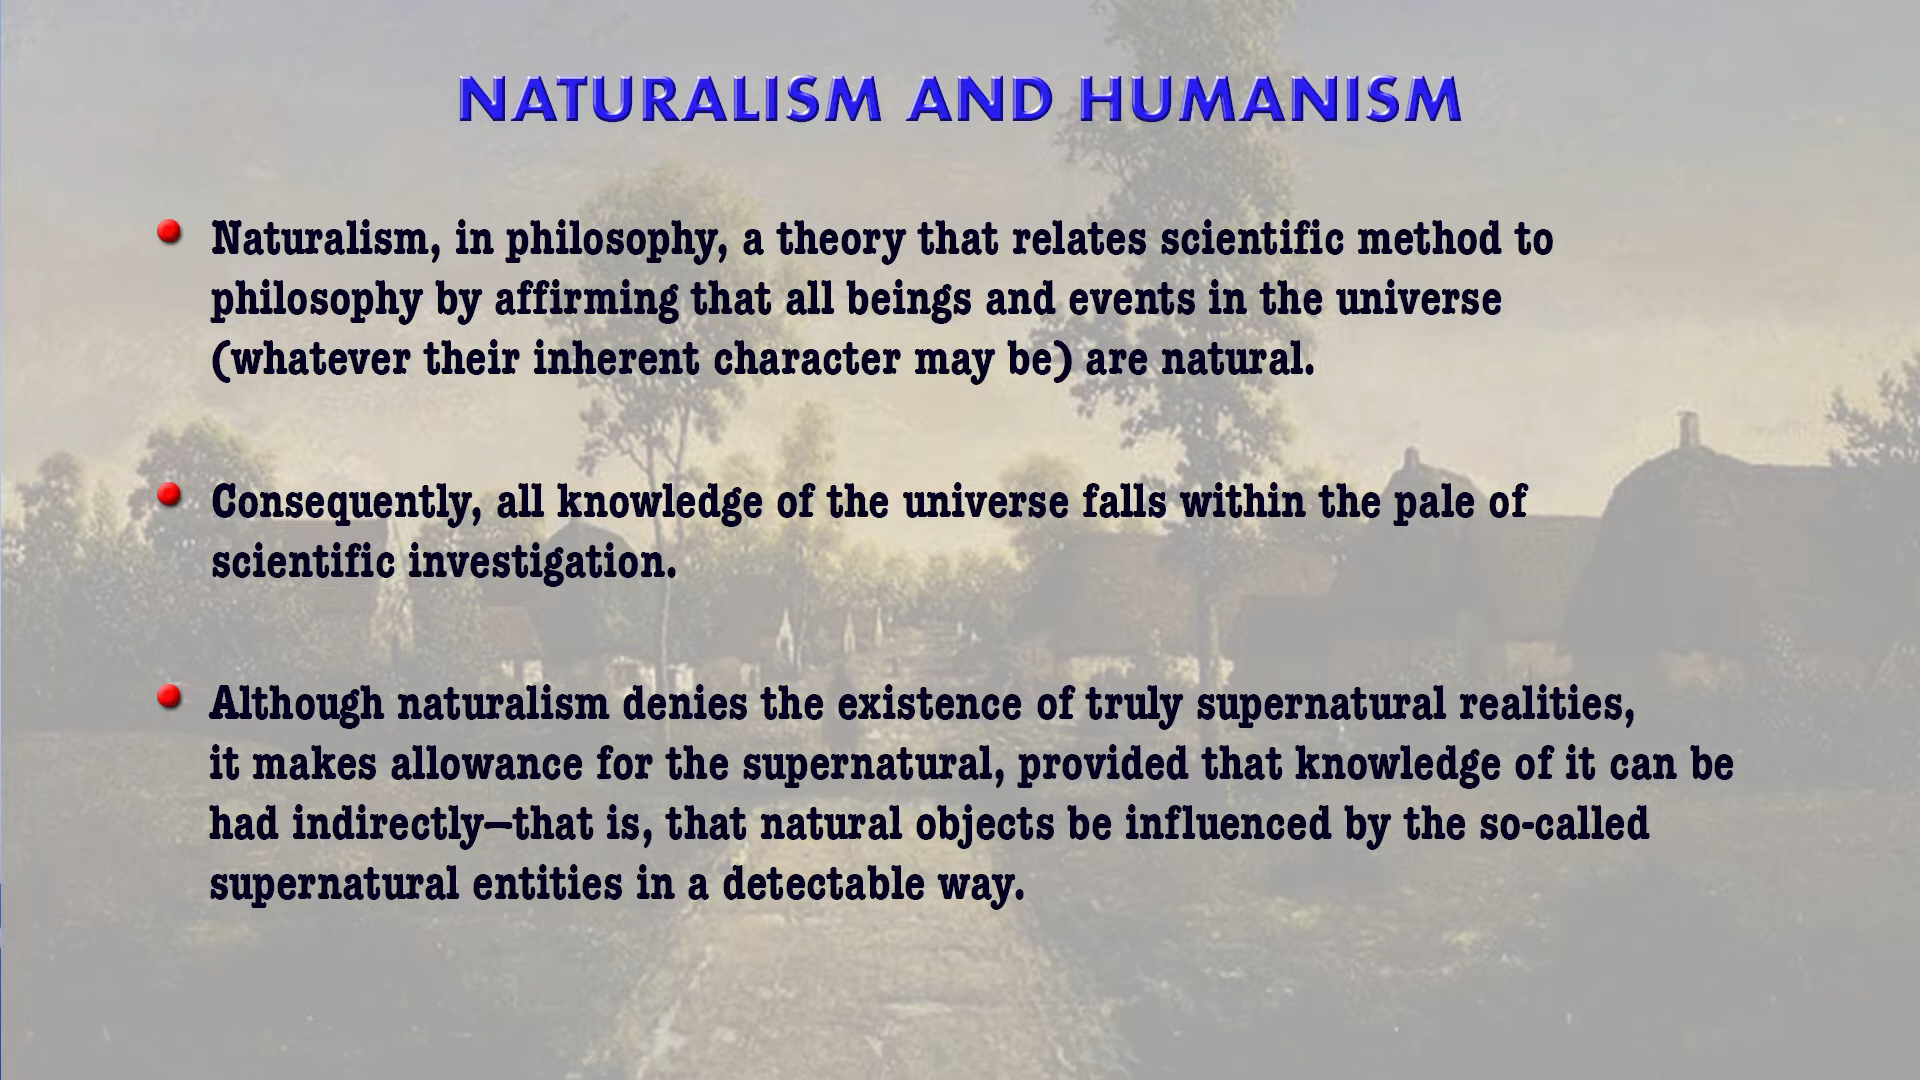 NATURALISM AND HUMANISM
Naturalism, in philosophy, a theory that relates scientific method to
philosophy by affirming that all beings and events in the universe
(whatever their inherent character may be) are natural.
Consequently, all knowledge of the universe falls within the pale of
scientific investigation.
Although naturalism denies the existence of truly supernatural realities,
it makes allowance for the supernatural, provided that knowledge of it can be
had indirectly—that is, that natural objects be influenced by the so-called
supernatural entities in a detectable way.